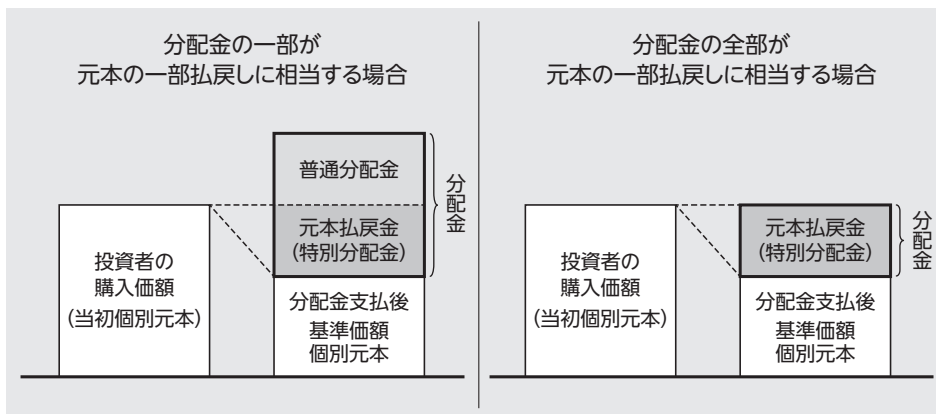 分配金の一部が
元本の一部払戻しに相当する場合
普通分配金
元本払戻金
(特別分配金)
分配金
投資者の
購入価額
(当初個別元本)
分配金支払後
基準価額
個別元本
分配金の全部が
元本の一部払戻しに相当する場合
元本払戻金
(特別分配金)
分配金
投資者の
購入価額
(当初個別元本)
分配金支払後
基準価額
個別元本